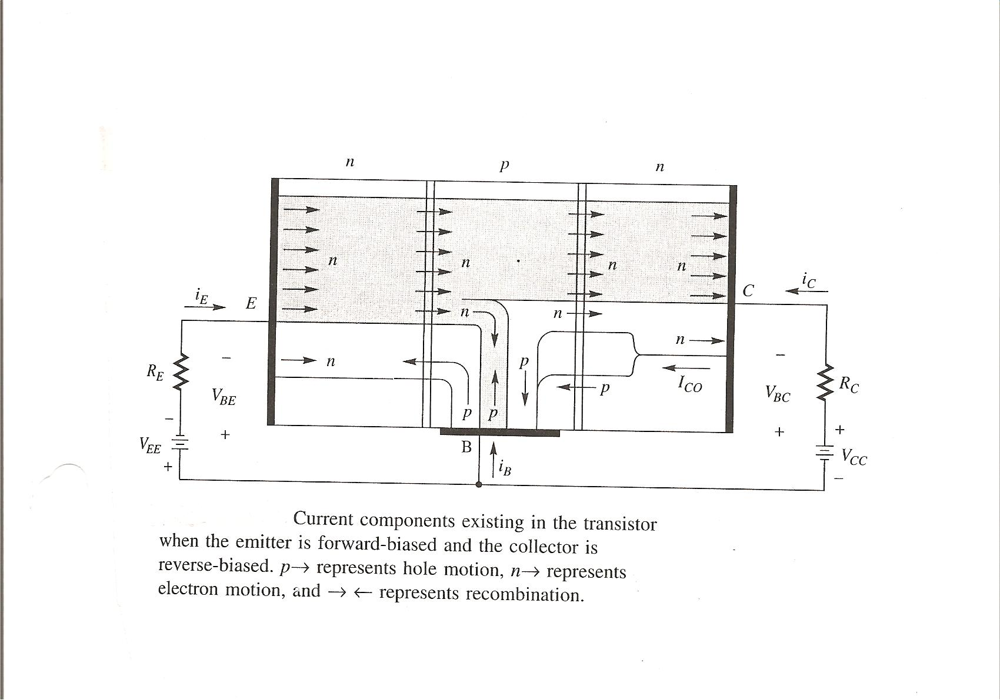 n p n
n n n n
i_E E C i_C
n n
n
R_E n p I_CO R_C
p
V_BE V_BC
− − −
p p
+ + +
V_EE B V_CC
+ i_B −
Current components existing in the transistor
when the emitter is forward-biased and the collector is
reverse-biased. p→ represents hole motion, n→ represents
electron motion, and → ← represents recombination.